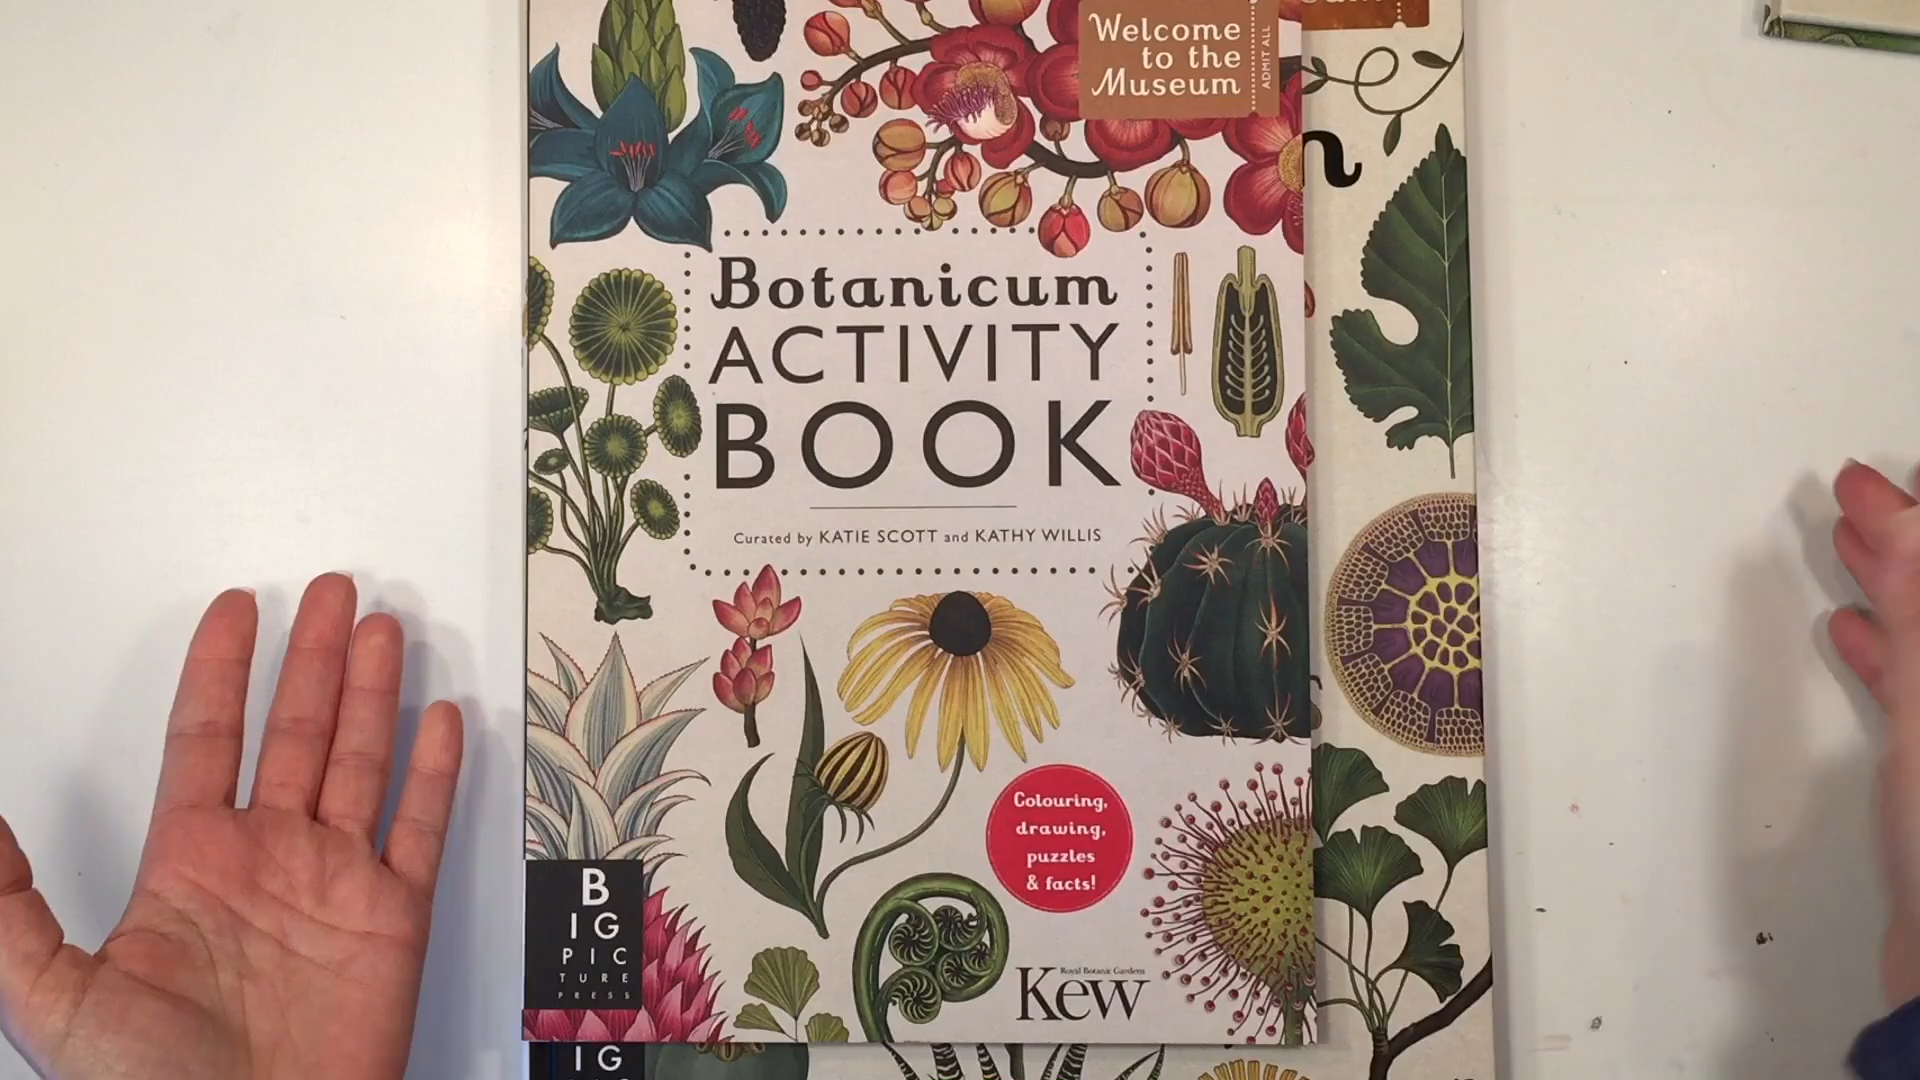 Welcome
to the
Museum
ADMIT ALL
n
Botanicum
ACTIVITY
BOOK
Curated by KATIE SCOTT and KATHY WILLIS
Colouring,
drawing,
puzzles
& facts!
B
IG
PIC
TURE
PRESS
Royal Botanic Gardens
Kew
IG